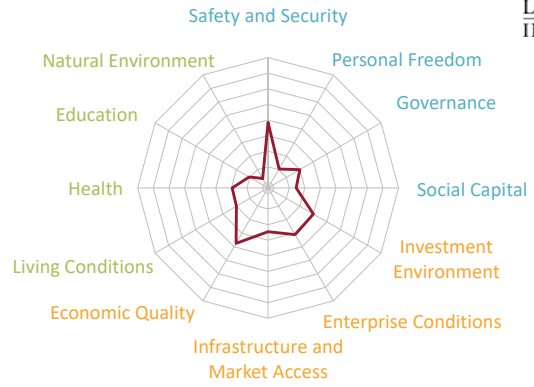 Safety and Security
Natural Environment
Personal Freedom
Education
Governance
Health
Social Capital
Living Conditions
Investment
Environment
Economic Quality
Enterprise Conditions
Infrastructure and
Market Access